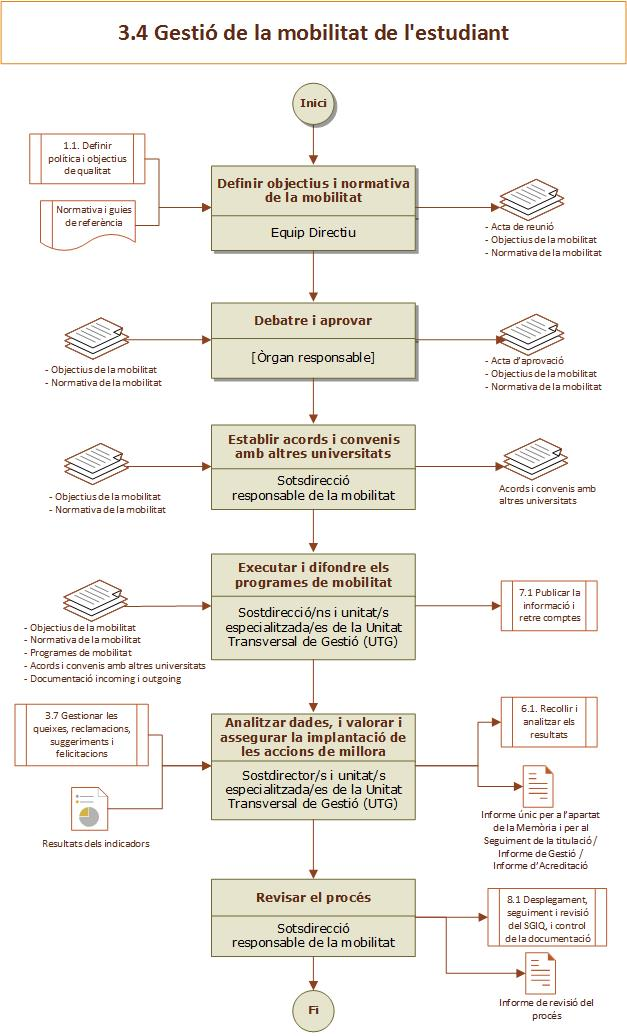 3.4 Gestió de la mobilitat de l'estudiant
Inici
1.1. Definir
política i objectius
de qualitat
Normativa i guies
de referència
Definir objectius i normativa
de la mobilitat
Equip Directiu
- Acta de reunió
- Objectius de la mobilitat
- Normativa de la mobilitat
- Objectius de la mobilitat
- Normativa de la mobilitat
Debatre i aprovar
[Òrgan responsable]
- Acta d'aprovació
- Objectius de la mobilitat
- Normativa de la mobilitat
- Objectius de la mobilitat
- Normativa de la mobilitat
Establir acords i convenis
amb altres universitats
Sotsdirecció
responsable de la mobilitat
Acords i convenis amb
altres universitats
- Objectius de la mobilitat
- Normativa de la mobilitat
- Programes de mobilitat
- Acords i convenis amb altres universitats
- Documentació incoming i outgoing
Executar i difondre els
programes de mobilitat
Sostdirecció/ns i unitat/s
especialitzada/es de la Unitat
Transversal de Gestió (UTG)
7.1 Publicar la
informació i
retre comptes
3.7 Gestionar les
queixes, reclamacions,
suggeriments i
felicitacions
Resultats dels indicadors
Analitzar dades, i valorar i
assegurar la implantació de
les accions de millora
Sostdirector/s i unitat/s
especialitzada/es de la Unitat
Transversal de Gestió (UTG)
6.1. Recollir i
analitzar els
resultats
Informe únic per a l'apartat
de la Memòria i per al
Seguiment de la titulació/
Informe de Gestió /
Informe d'Acreditació
Revisar el procés
Sotsdirecció
responsable de la mobilitat
8.1 Desplegament,
seguiment i revisió
del SGIQ, i control
de la documentació
Informe de revisió del
procés
Fi